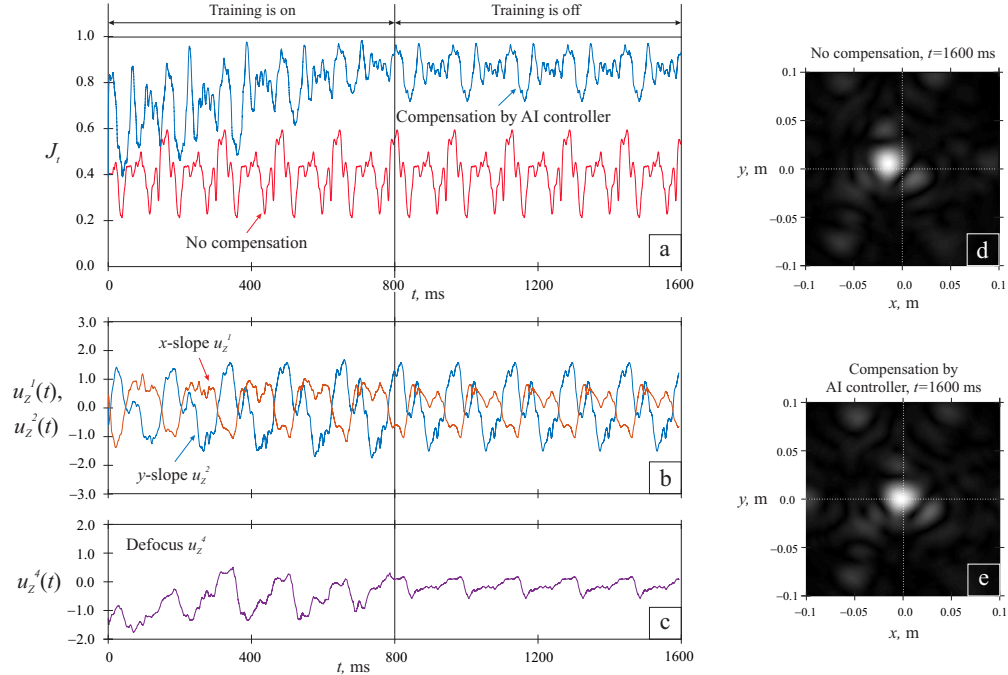 Training is on
Training is off
1.0
0.8
0.6
0.4
0.2
0.0
J_t
Compensation by AI controller
No compensation
a
0
400
800
1200
1600
t, ms
3.0
2.0
1.0
0.0
−1.0
−2.0
−3.0
u_z^1(t),
u_z^2(t)
x-slope u_z^1
y-slope u_z^2
b
2.0
1.0
0.0
−1.0
−2.0
u_z^4(t)
Defocus u_z^4
c
0
400
800
1200
1600
t, ms
No compensation, t=1600 ms
0.1
0.05
y, m
0.0
−0.05
−0.1
d
−0.1
−0.05
0.0
0.05
0.1
x, m
Compensation by
AI controller, t=1600 ms
0.1
0.05
y, m
0.0
−0.05
−0.1
e
−0.1
−0.05
0.0
0.05
0.1
x, m